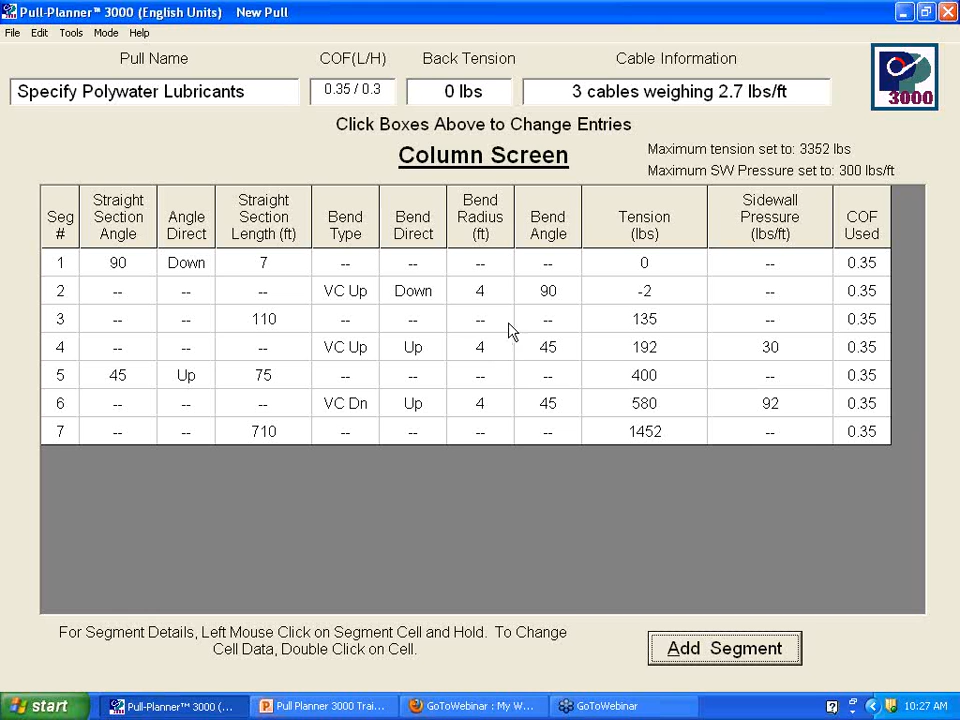 Pull-Planner™ 3000 (English Units) New Pull
File Edit Tools Mode Help
Pull Name COF(L/H) Back Tension Cable Information
Specify Polywater Lubricants 0.35 / 0.3 0 lbs 3 cables weighing 2.7 lbs/ft
3000
Click Boxes Above to Change Entries
Column Screen
Maximum tension set to: 3352 lbs
Maximum SW Pressure set to: 300 lbs/ft
Seg # Straight Section Angle Angle Direct Straight Section Length (ft) Bend Type Bend Direct Bend Radius (ft) Bend Angle Tension (lbs) Sidewall Pressure (lbs/ft) COF Used
1 90 Down 7 -- -- -- -- 0 -- 0.35
2 -- -- -- VC Up Down 4 90 -2 0.35
3 -- -- 110 -- -- -- -- 135 -- 0.35
4 -- -- -- VC Up Up 4 45 192 30 0.35
5 45 Up 75 -- -- -- -- 400 -- 0.35
6 -- -- -- VC Dn Up 4 45 580 92 0.35
7 -- -- 710 -- -- -- -- 1452 -- 0.35
For Segment Details, Left Mouse Click on Segment Cell and Hold. To Change
Cell Data, Double Click on Cell.
Add Segment
start Pull-Planner™ 3000 (... Pull Planner 3000 Trai... GoToWebinar : My W... GoToWebinar 10:27 AM